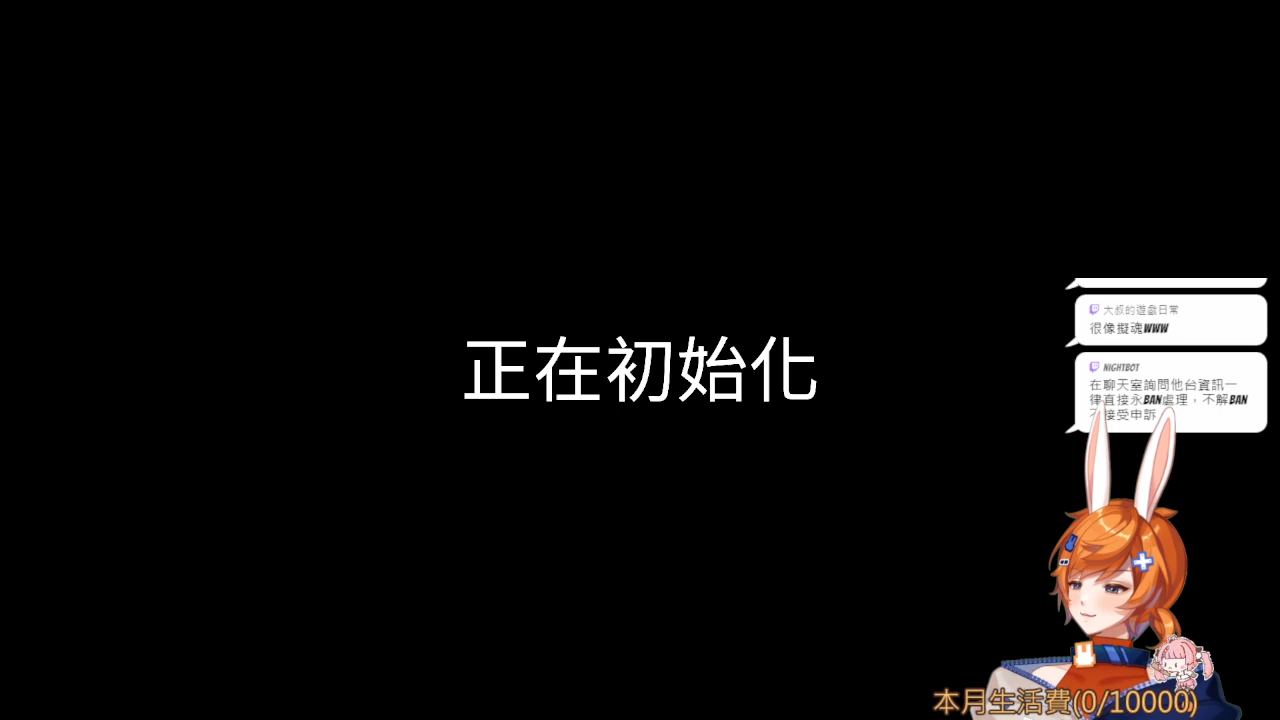 正在初始化
大叔的遊戲日常
很像擬魂WWW
NIGHTBOT
在聊天室詢問他台資訊一
律直接永BAN處理，不解BAN
不接受申訴
本月生活費(0/10000)